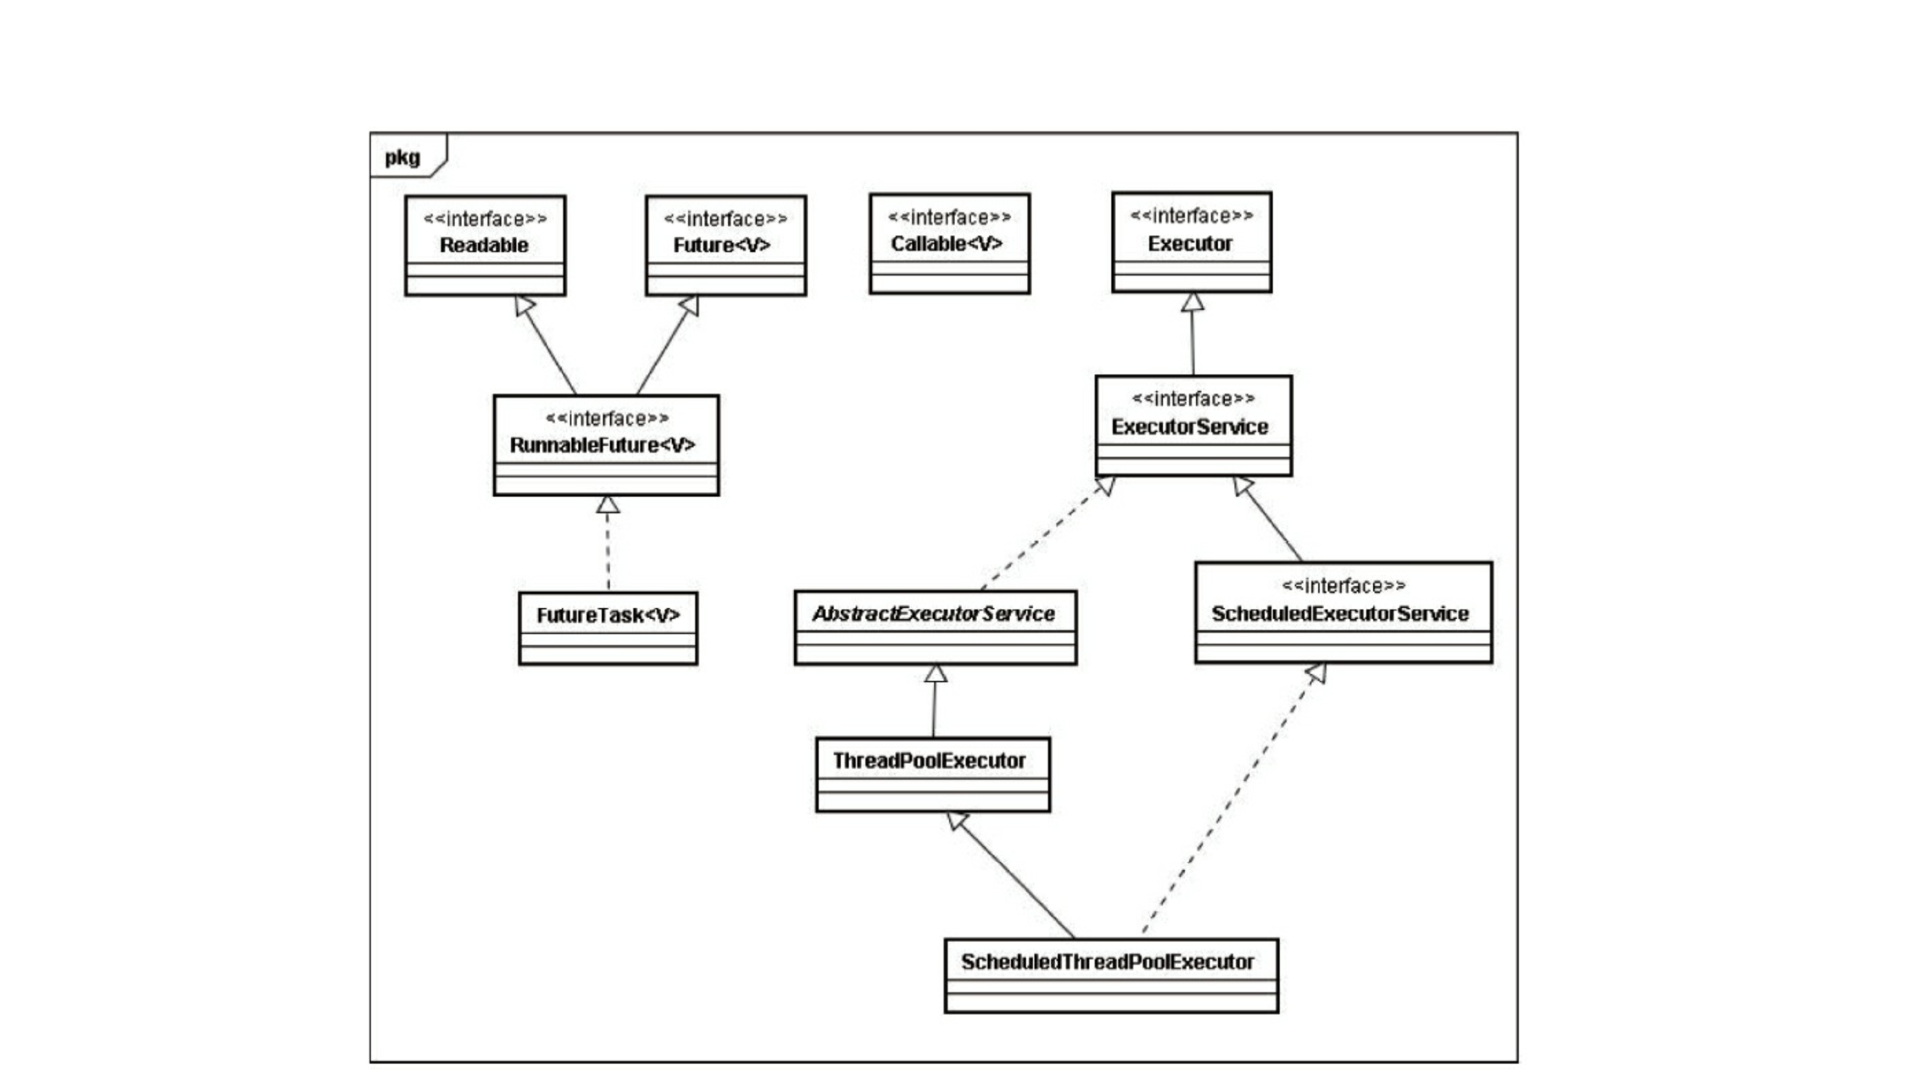 pkg
<<interface>>
Readable
<<interface>>
Future<V>
<<interface>>
Callable<V>
<<interface>>
Executor
<<interface>>
RunnableFuture<V>
<<interface>>
ExecutorService
FutureTask<V>
AbstractExecutorService
<<interface>>
ScheduledExecutorService
ThreadPoolExecutor
ScheduledThreadPoolExecutor